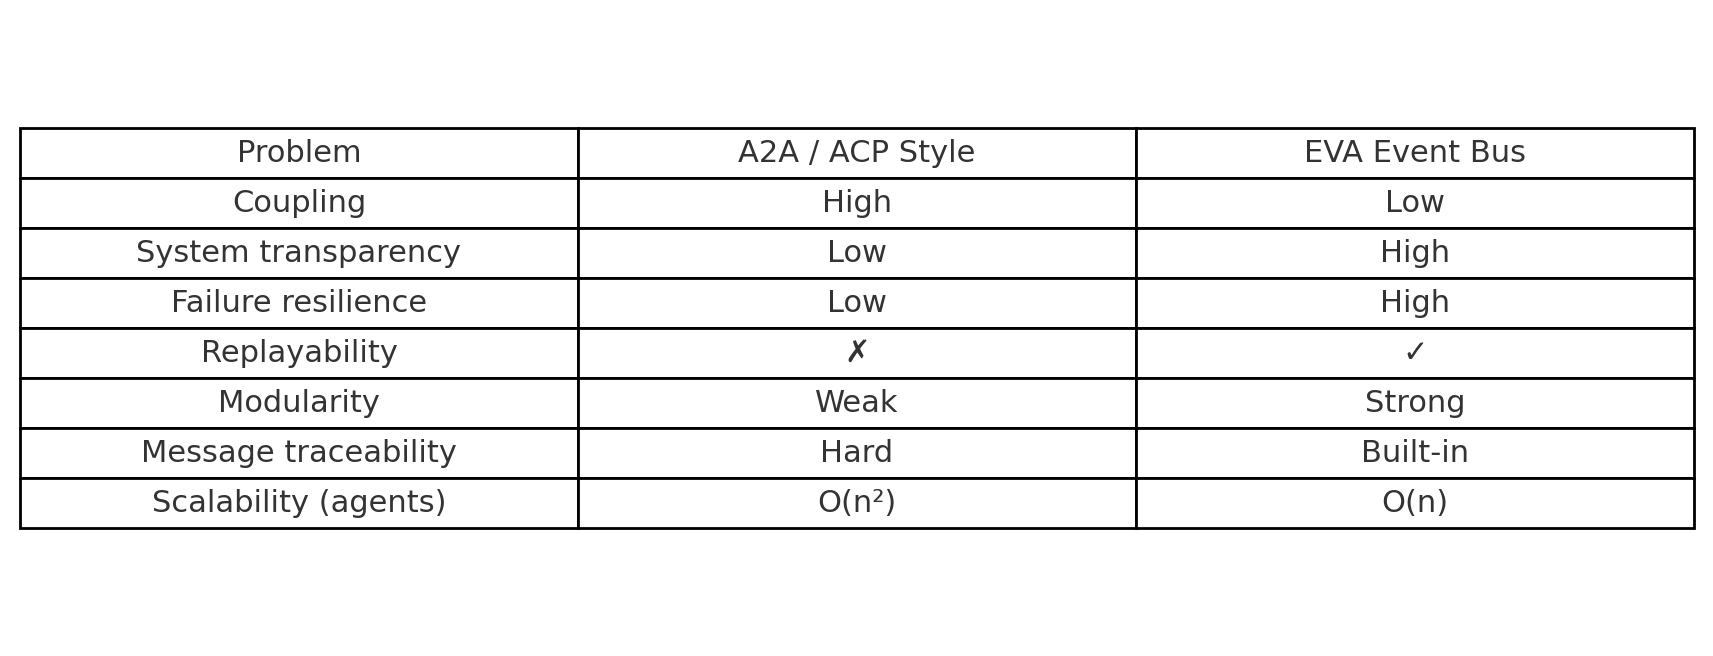 Problem A2A / ACP Style EVA Event Bus
Coupling High Low
System transparency Low High
Failure resilience Low High
Replayability ✗ ✓
Modularity Weak Strong
Message traceability Hard Built-in
Scalability (agents) O(n²) O(n)